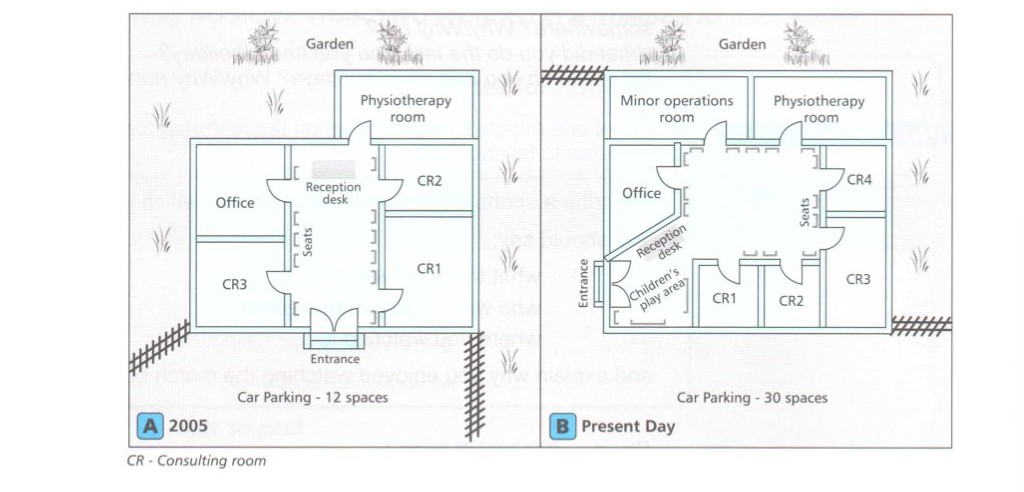 Garden
Physiotherapy
room
Office
Reception
desk
CR2
Seats
CR3
CR1
Entrance
Car Parking - 12 spaces
A 2005
Garden
Minor operations
room
Physiotherapy
room
Office
CR4
Seats
Reception
desk
Entrance
Children's
play area
CR1
CR2
CR3
Car Parking - 30 spaces
B Present Day
CR - Consulting room